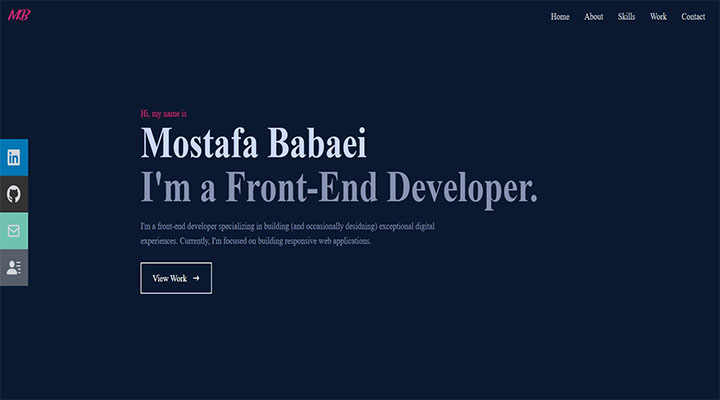 MB
Home About Skills Work Contact
Hi, my name is
Mostafa Babaei
I'm a Front-End Developer.
I'm a front-end developer specializing in building (and occasionally desidning) exceptional digital
experiences. Currently, I'm focused on building responsive web applications.
View Work →
in